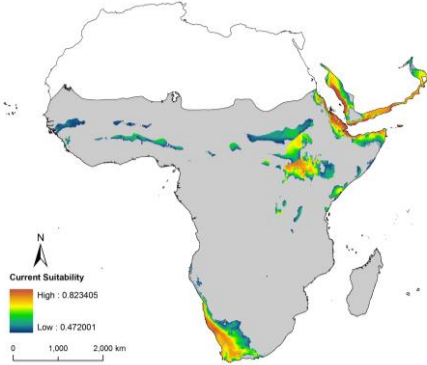 N
Current Suitability
High : 0.823405
Low : 0.472001
0 1,000 2,000 km